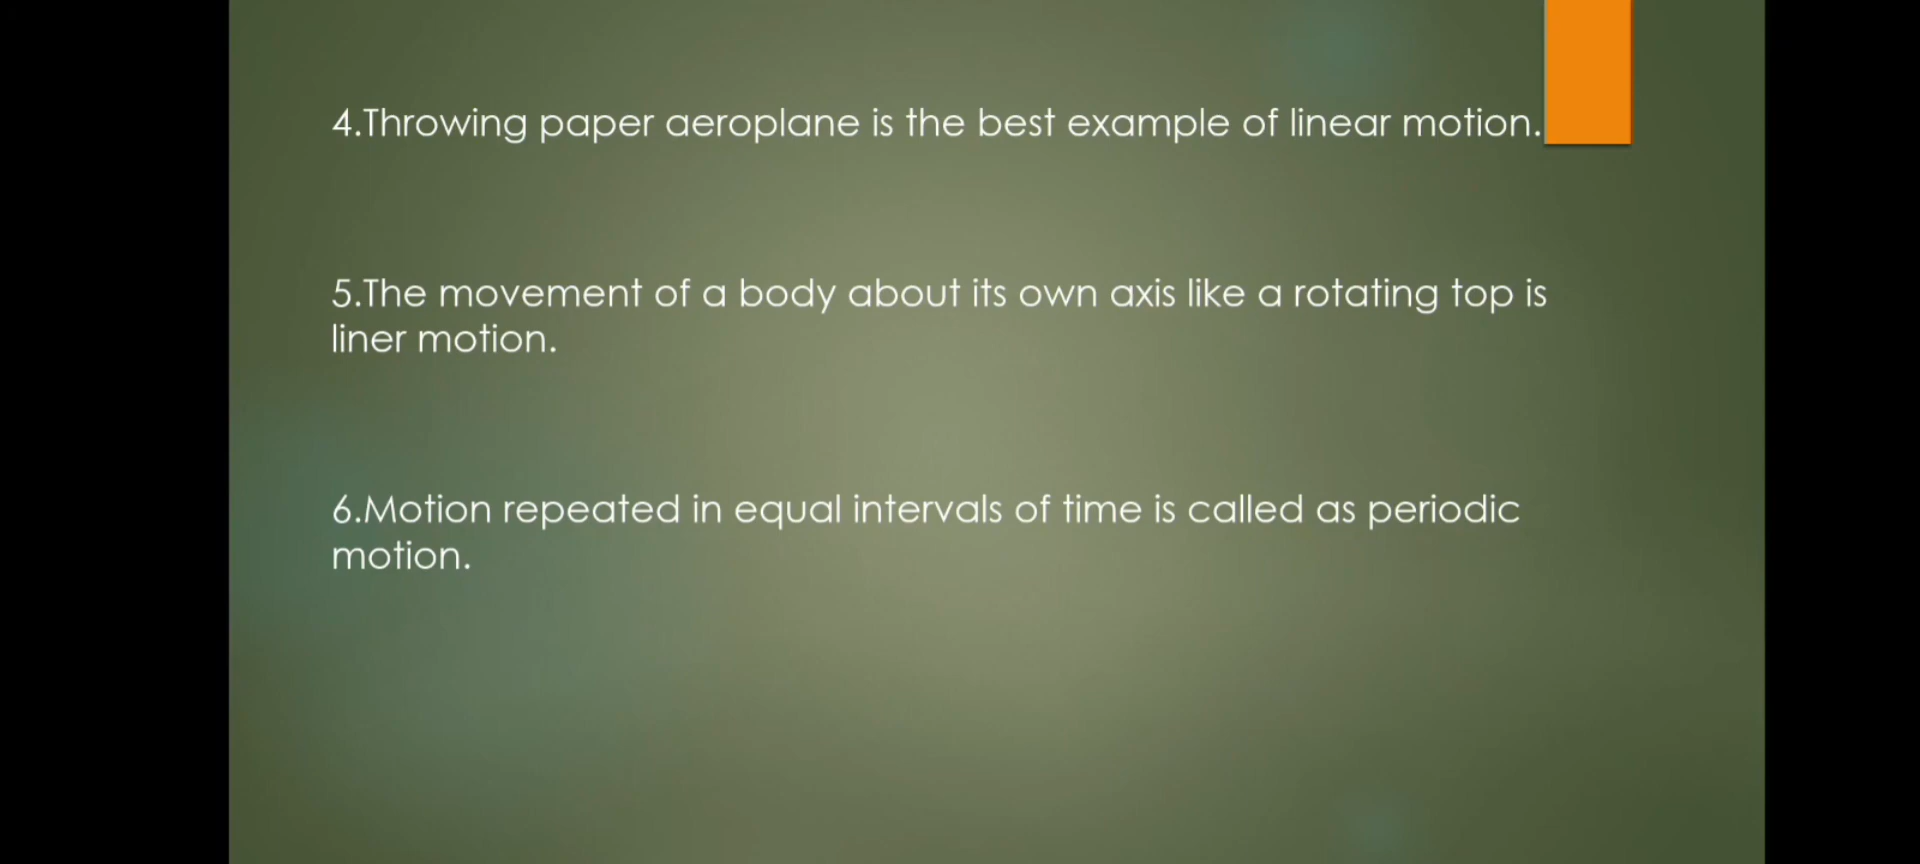 4.Throwing paper aeroplane is the best example of linear motion.
5.The movement of a body about its own axis like a rotating top is
liner motion.
6.Motion repeated in equal intervals of time is called as periodic
motion.